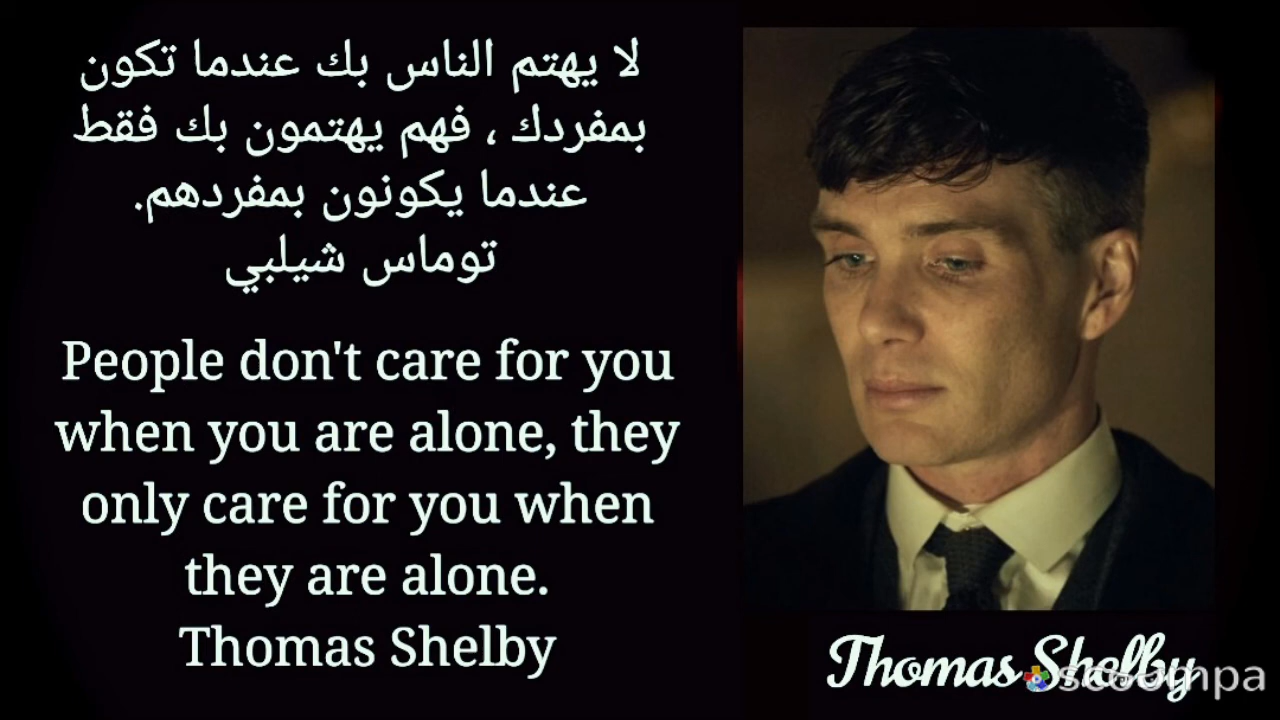 لا يهتم الناس بك عندما تكون
بمفردك ، فهم يهتمون بك فقط
عندما يكونون بمفردهم.
توماس شيلبي
People don't care for you
when you are alone, they
only care for you when
they are alone.
Thomas Shelby
Thomas Shelby
scoompa